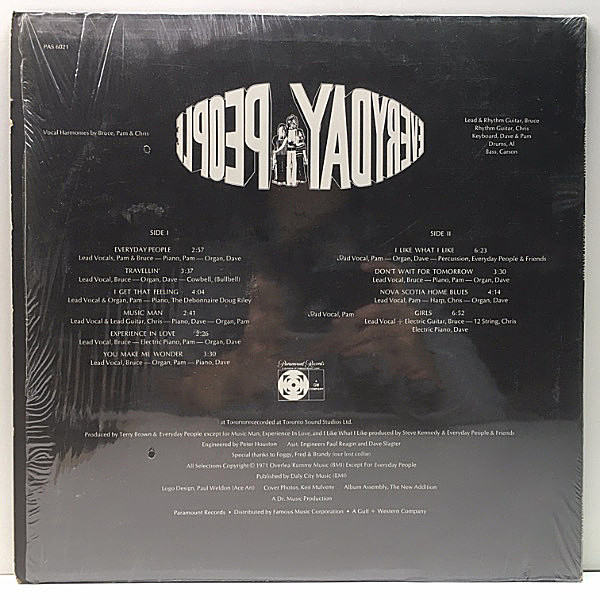 PAS 6021
EVERYDAY PEOPLE
Vocal Harmonies by Bruce, Pam & Chris
Lead & Rhythm Guitar, Bruce
Rhythm Guitar, Chris
Keyboard, Dave & Pam
Drums, Al
Bass, Carson
SIDE I
EVERYDAY PEOPLE 2:57
Lead Vocals, Pam & Bruce — Piano, Pam — Organ, Dave
TRAVELLIN' 3:37
Lead Vocal, Bruce — Organ, Dave — Cowbell, (Bullbell)
I GET THAT FEELING 4:04
Lead Vocal & Organ, Pam — Piano, The Debonnaire Doug Riley
MUSIC MAN 2:41
Lead Vocal & Lead Guitar, Chris — Piano, Dave — Organ, Pam
EXPERIENCE IN LOVE 2:26
Lead Vocal, Bruce — Electric Piano, Pam — Organ, Dave
YOU MAKE ME WONDER 3:30
Lead Vocal, Bruce — Organ, Pam — Piano, Dave
SIDE II
I LIKE WHAT I LIKE 6:23
Lead Vocal, Pam — Organ, Dave — Percussion, Everyday People & Friends
DON'T WAIT FOR TOMORROW 3:30
Lead Vocal, Bruce — Piano, Pam — Organ, Dave
NOVA SCOTIA HOME BLUES 4:14
Lead Vocal, Pam — Harp, Chris — Organ, Dave
GIRLS 6:52
Lead Vocal, Pam
Lead Vocal + Electric Guitar, Bruce — 12 String, Chris
Electric Piano, Dave
Paramount Records
at Torontorecorded at Toronto Sound Studios Ltd.
Produced by Terry Brown & Everyday People except for Music Man, Experience In Love, and I Like What I Like produced by Steve Kennedy & Everyday People & Friends
Engineered by Peter Houston Asst. Engineers Paul Reagin and Dave Slagter
Special thanks to Foggy, Fred & Brandy (our lost collie)
All Selections Copyright © 1971 Overlea/Rummy Music (BMI) Except For Everyday People
Published by Daly City Music (BMI)
Logo Design, Paul Weldon (Ace Art) Cover Photos, Ken Mulveny Album Assembly, The New Addition
A Dr. Music Production
Paramount Records • Distributed by Famous Music Corporation • A Gulf + Western Company